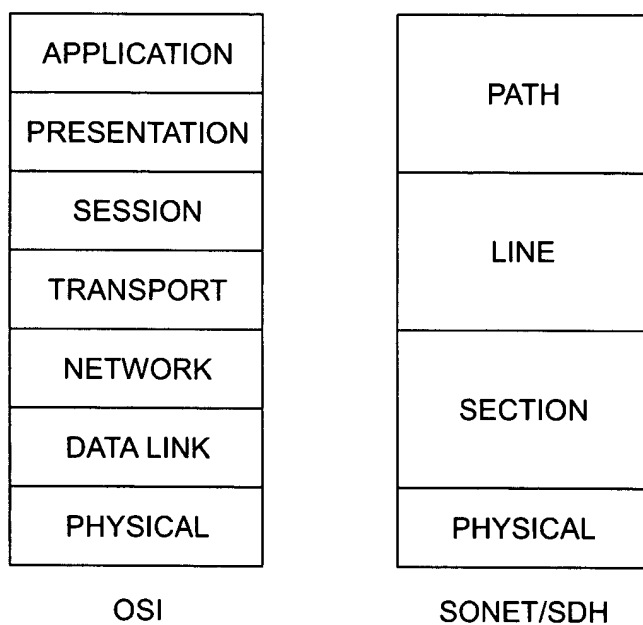 APPLICATION
PRESENTATION
SESSION
TRANSPORT
NETWORK
DATA LINK
PHYSICAL
OSI
PATH
LINE
SECTION
PHYSICAL
SONET/SDH